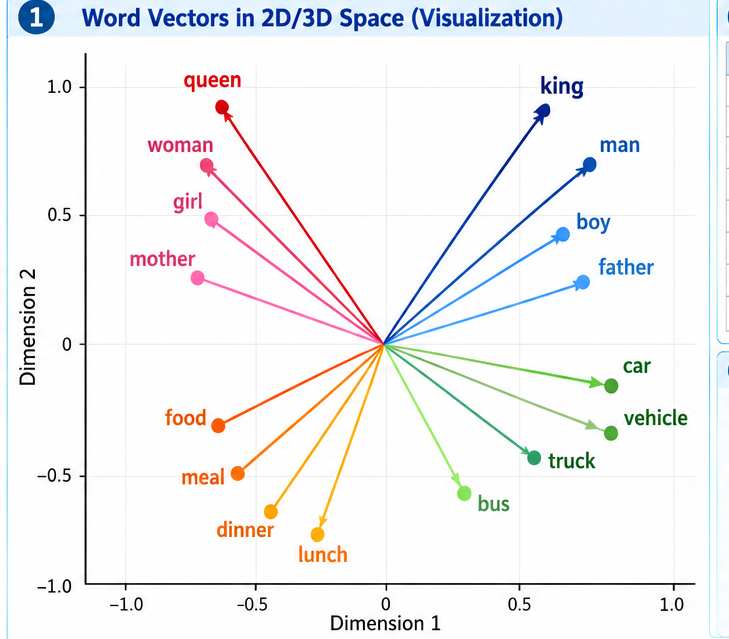 1 Word Vectors in 2D/3D Space (Visualization)
queen
king
woman
man
girl
boy
mother
father
car
food
vehicle
meal
truck
bus
dinner
lunch
1.0
0.5
0
−0.5
−1.0
Dimension 2
−1.0 −0.5 0 0.5 1.0
Dimension 1